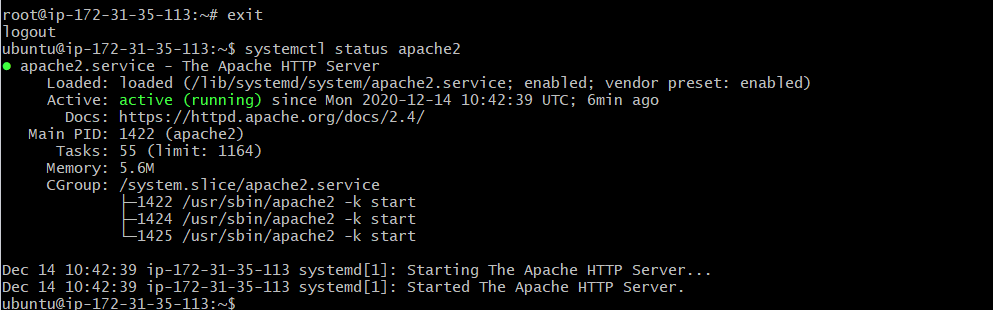 root@ip-172-31-35-113:~# exit
logout
ubuntu@ip-172-31-35-113:~$ systemctl status apache2
● apache2.service - The Apache HTTP Server
     Loaded: loaded (/lib/systemd/system/apache2.service; enabled; vendor preset: enabled)
     Active: active (running) since Mon 2020-12-14 10:42:39 UTC; 6min ago
       Docs: https://httpd.apache.org/docs/2.4/
   Main PID: 1422 (apache2)
      Tasks: 55 (limit: 1164)
     Memory: 5.6M
     CGroup: /system.slice/apache2.service
             ├─1422 /usr/sbin/apache2 -k start
             ├─1424 /usr/sbin/apache2 -k start
             └─1425 /usr/sbin/apache2 -k start

Dec 14 10:42:39 ip-172-31-35-113 systemd[1]: Starting The Apache HTTP Server...
Dec 14 10:42:39 ip-172-31-35-113 systemd[1]: Started The Apache HTTP Server.
ubuntu@ip-172-31-35-113:~$